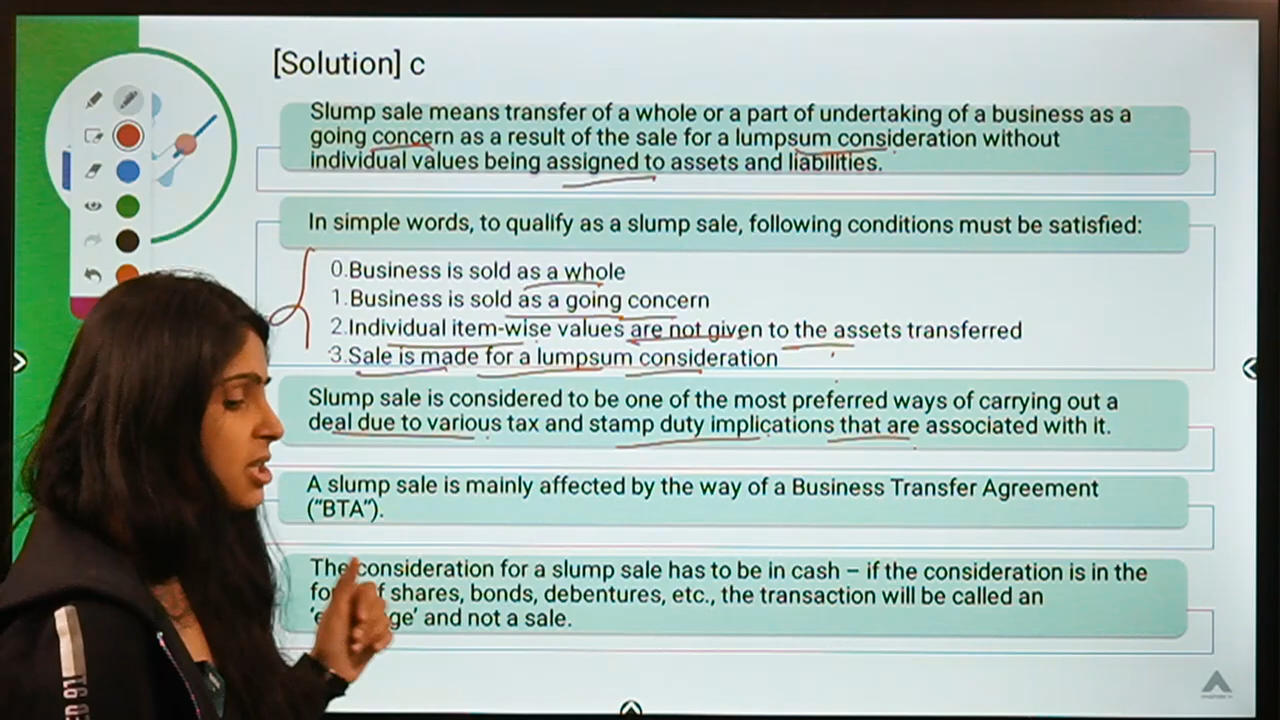 [Solution] c
Slump sale means transfer of a whole or a part of undertaking of a business as a
going concern as a result of the sale for a lumpsum consideration without
individual values being assigned to assets and liabilities.
In simple words, to qualify as a slump sale, following conditions must be satisfied:
0.Business is sold as a whole
1.Business is sold as a going concern
2.Individual item-wise values are not given to the assets transferred
3.Sale is made for a lumpsum consideration
Slump sale is considered to be one of the most preferred ways of carrying out a
deal due to various tax and stamp duty implications that are associated with it.
A slump sale is mainly affected by the way of a Business Transfer Agreement
("BTA").
The consideration for a slump sale has to be in cash – if the consideration is in the
shares, bonds, debentures, etc., the transaction will be called an
and not a sale.